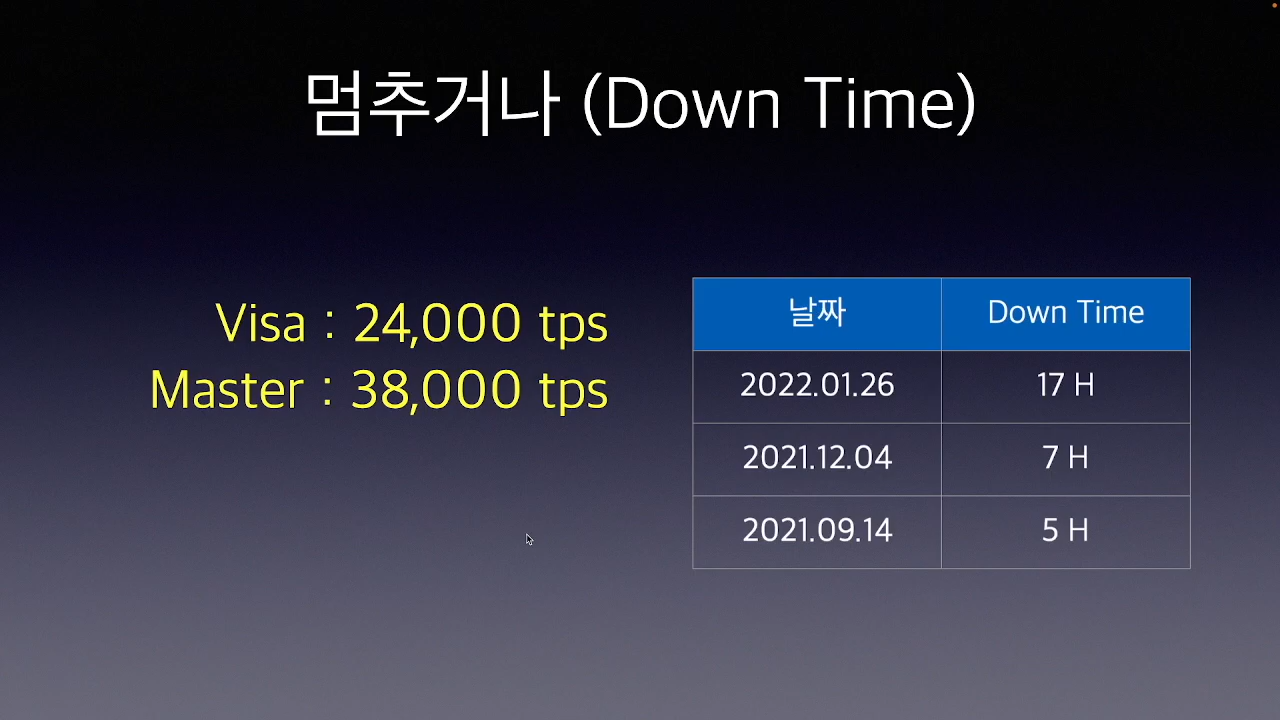 멈추거나 (Down Time)
Visa : 24,000 tps
Master : 38,000 tps
날짜 Down Time
2022.01.26 17 H
2021.12.04 7 H
2021.09.14 5 H